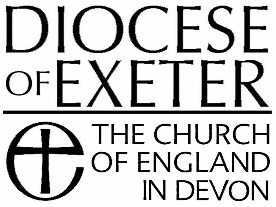 DIOCESE
OF EXETER
THE CHURCH
OF ENGLAND
IN DEVON